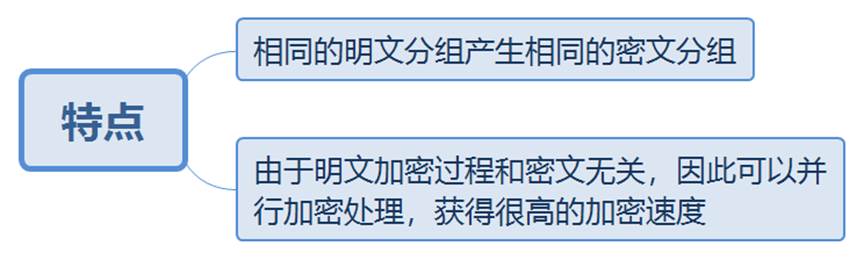 特点
相同的明文分组产生相同的密文分组
由于明文加密过程和密文无关，因此可以并
行加密处理，获得很高的加密速度